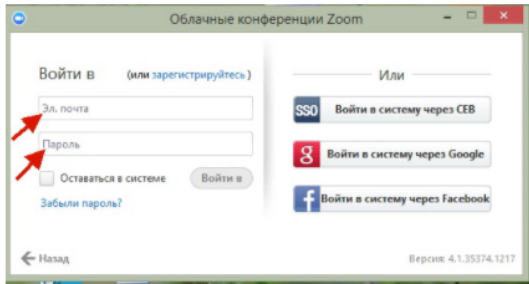 Облачные конференции Zoom
Войти в (или зарегистрируйтесь)
Эл. почта
Пароль
Оставаться в системе
Войти в
Забыли пароль?
Или
SSO Войти в систему через СЕВ
g Войти в систему через Google
f Войти в систему через Facebook
Назад
Версия: 4.1.35374.1217